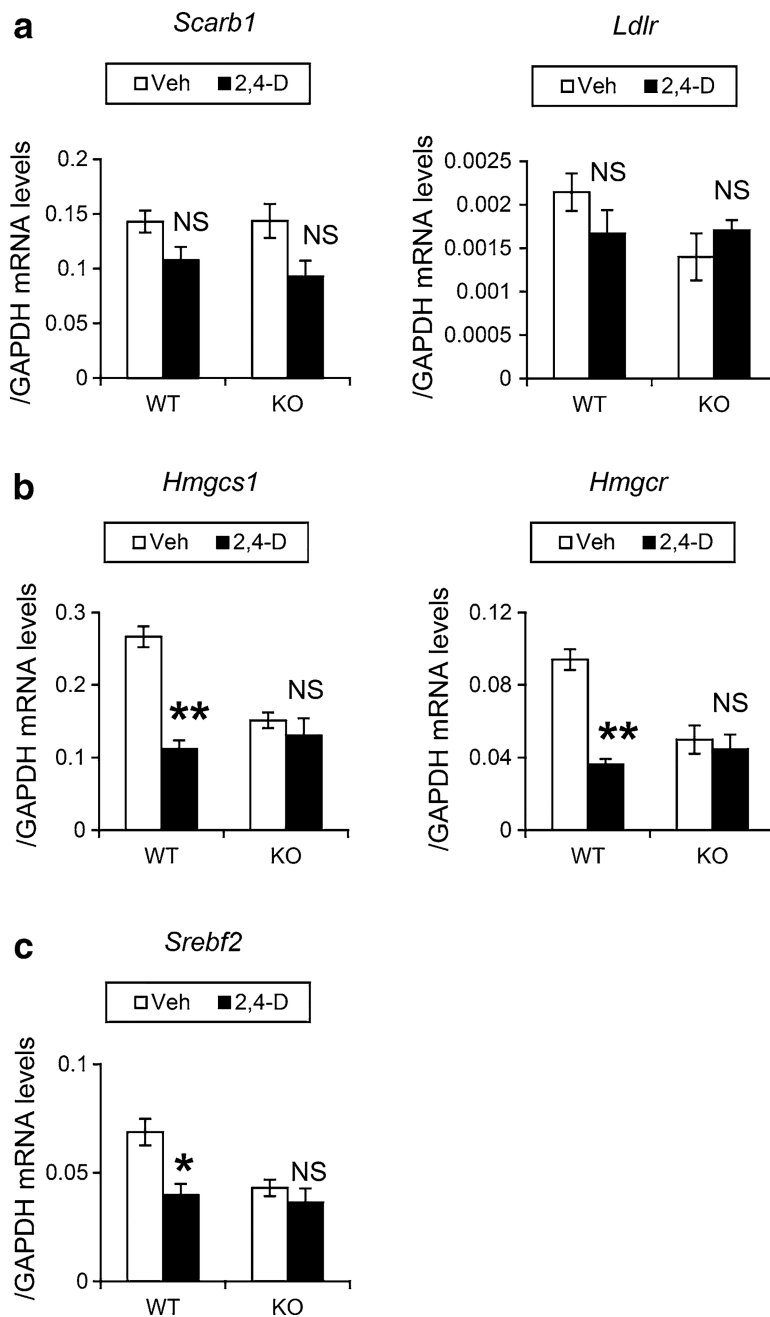 a
Scarb1
Ldlr
Veh 2,4-D
Veh 2,4-D
/GAPDH mRNA levels
0.2
0.15
0.1
0.05
0
NS
NS
WT KO
/GAPDH mRNA levels
0.0025
0.002
0.0015
0.001
0.0005
0
NS
NS
WT KO
b
Hmgcs1
Hmgcr
Veh 2,4-D
Veh 2,4-D
/GAPDH mRNA levels
0.3
0.2
0.1
0
**
NS
WT KO
/GAPDH mRNA levels
0.12
0.08
0.04
0
**
NS
WT KO
c
Srebf2
Veh 2,4-D
/GAPDH mRNA levels
0.1
0.05
0
*
NS
WT KO